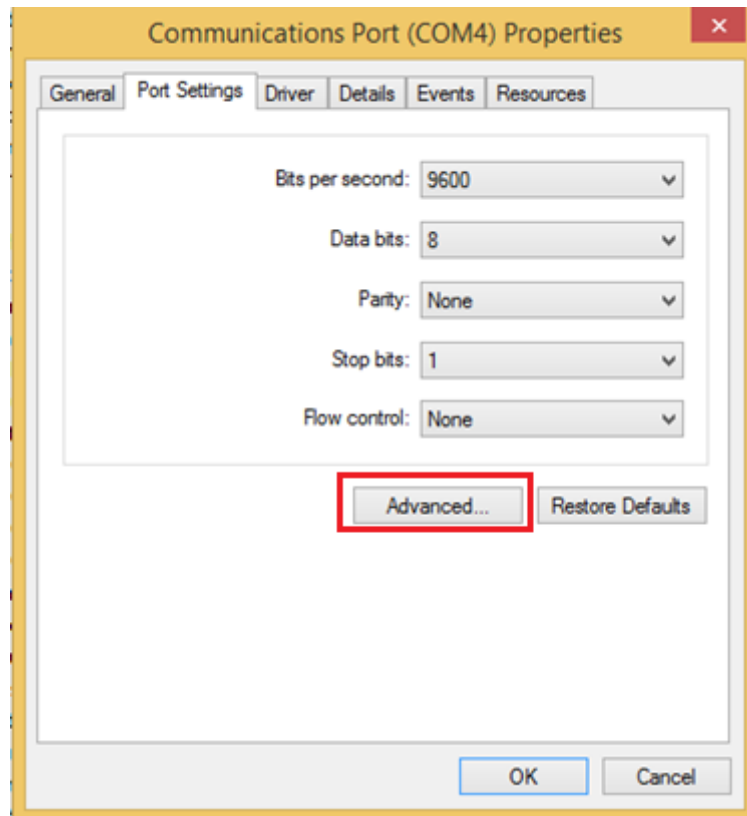 Communications Port (COM4) Properties
General Port Settings Driver Details Events Resources
Bits per second: 9600
Data bits: 8
Parity: None
Stop bits: 1
Flow control: None
Advanced... Restore Defaults
OK Cancel